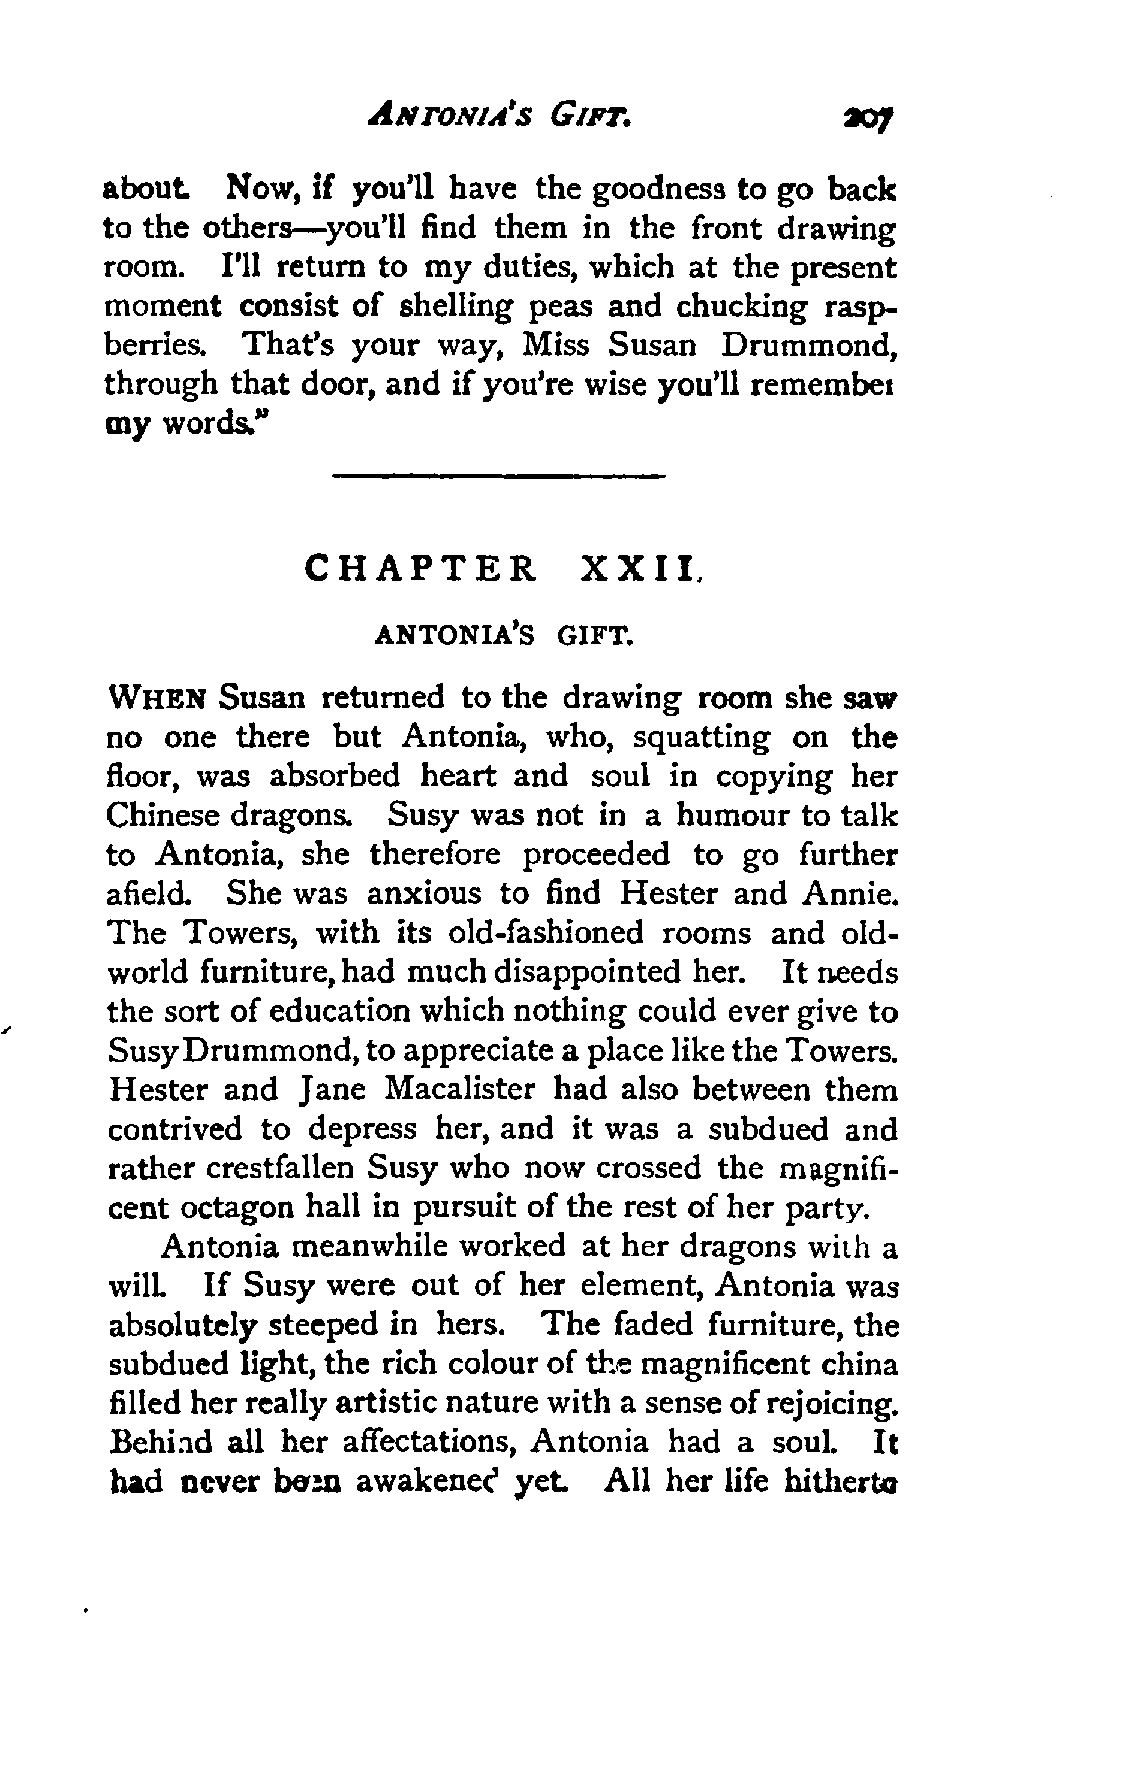 ANTONIA'S GIFT. 207
about. Now, if you'll have the goodness to go back
to the others—you'll find them in the front drawing
room. I'll return to my duties, which at the present
moment consist of shelling peas and chucking rasp-
berries. That's your way, Miss Susan Drummond,
through that door, and if you're wise you'll remember
my words."
CHAPTER XXII.
ANTONIA'S GIFT.
WHEN Susan returned to the drawing room she saw
no one there but Antonia, who, squatting on the
floor, was absorbed heart and soul in copying her
Chinese dragons. Susy was not in a humour to talk
to Antonia, she therefore proceeded to go further
afield. She was anxious to find Hester and Annie.
The Towers, with its old-fashioned rooms and old-
world furniture, had much disappointed her. It needs
the sort of education which nothing could ever give to
Susy Drummond, to appreciate a place like the Towers.
Hester and Jane Macalister had also between them
contrived to depress her, and it was a subdued and
rather crestfallen Susy who now crossed the magnifi-
cent octagon hall in pursuit of the rest of her party.
Antonia meanwhile worked at her dragons with a
will. If Susy were out of her element, Antonia was
absolutely steeped in hers. The faded furniture, the
subdued light, the rich colour of the magnificent china
filled her really artistic nature with a sense of rejoicing.
Behind all her affectations, Antonia had a soul. It
had never been awakened yet. All her life hitherto